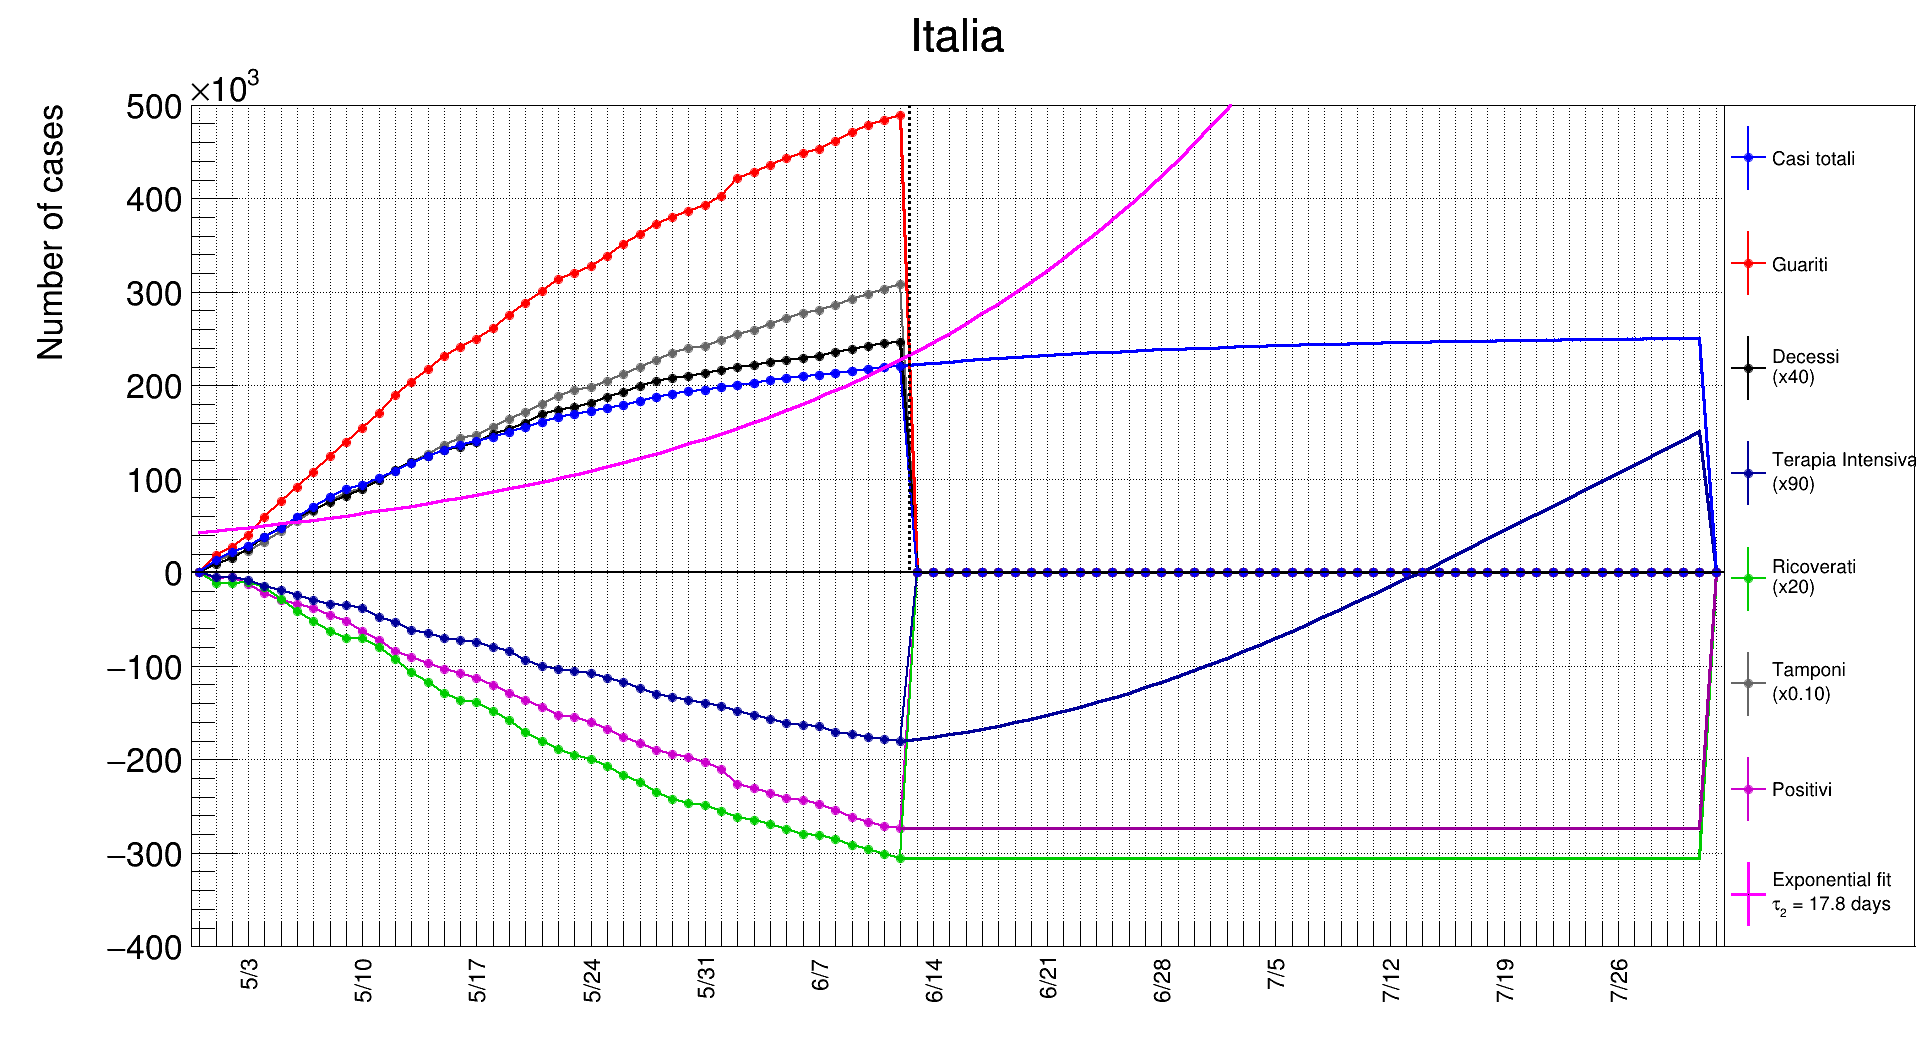 Italia
×10³
Number of cases
500
400
300
200
100
0
−100
−200
−300
−400
5/3
5/10
5/17
5/24
5/31
6/7
6/14
6/21
6/28
7/5
7/12
7/19
7/26
Casi totali
Guariti
Decessi
(x40)
Terapia Intensiva
(x90)
Ricoverati
(x20)
Tamponi
(x0.10)
Positivi
Exponential fit
τ₂ = 17.8 days